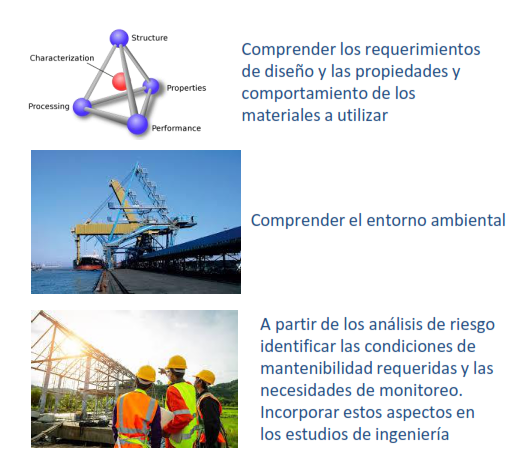 Structure
Characterization
Properties
Processing
Performance
Comprender los requerimientos
de diseño y las propiedades y
comportamiento de los
materiales a utilizar
Comprender el entorno ambiental
A partir de los análisis de riesgo
identificar las condiciones de
mantenibilidad requeridas y las
necesidades de monitoreo.
Incorporar estos aspectos en
los estudios de ingeniería